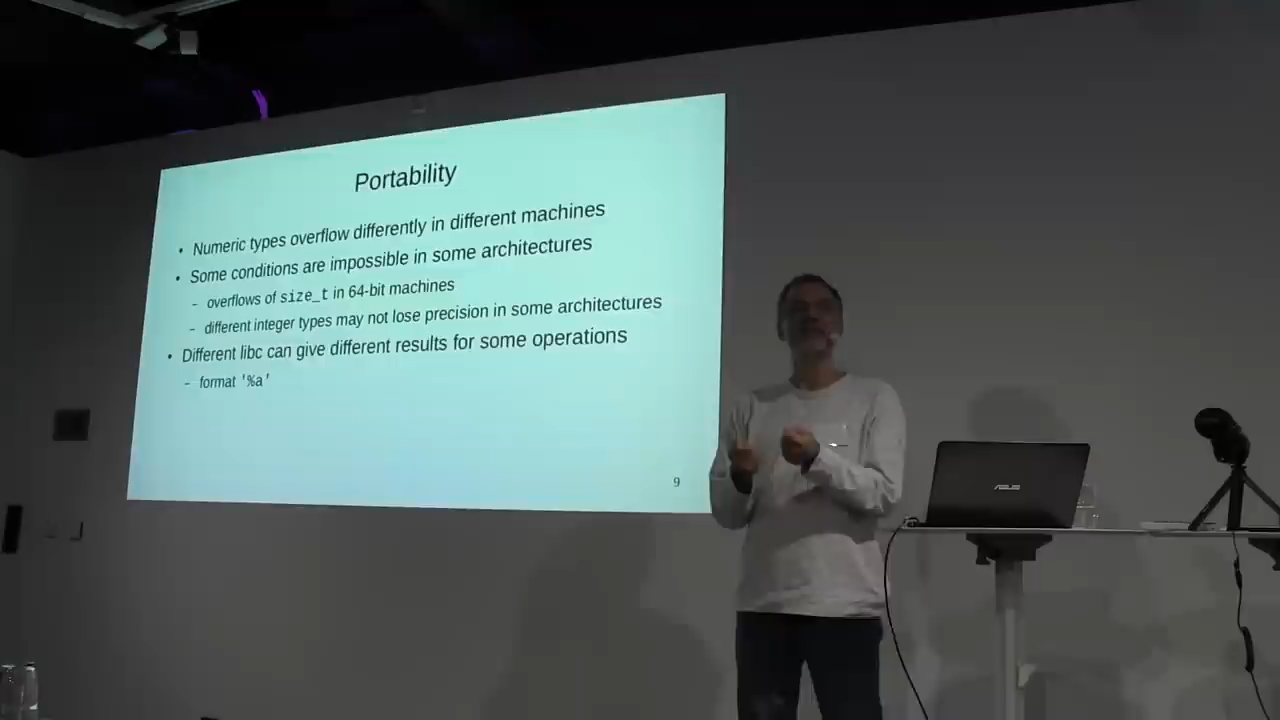 Portability
• Numeric types overflow differently in different machines
• Some conditions are impossible in some architectures
– overflows of size_t in 64-bit machines
– different integer types may not lose precision in some architectures
• Different libc can give different results for some operations
– format '%a'
9
ASUS